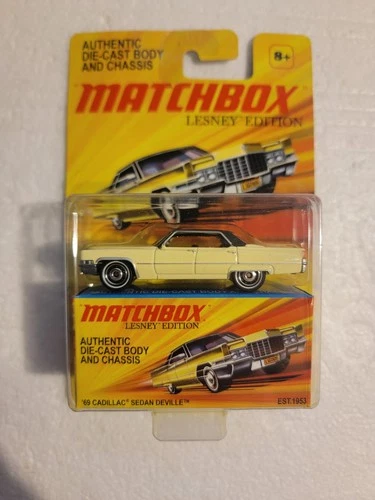 AUTHENTIC
DIE-CAST BODY
AND CHASSIS
8+
MATCHBOX
LESNEY EDITION
MATCHBOX
LESNEY EDITION
AUTHENTIC
DIE-CAST BODY
AND CHASSIS
'69 CADILLAC® SEDAN DEVILLE™
EST.1953